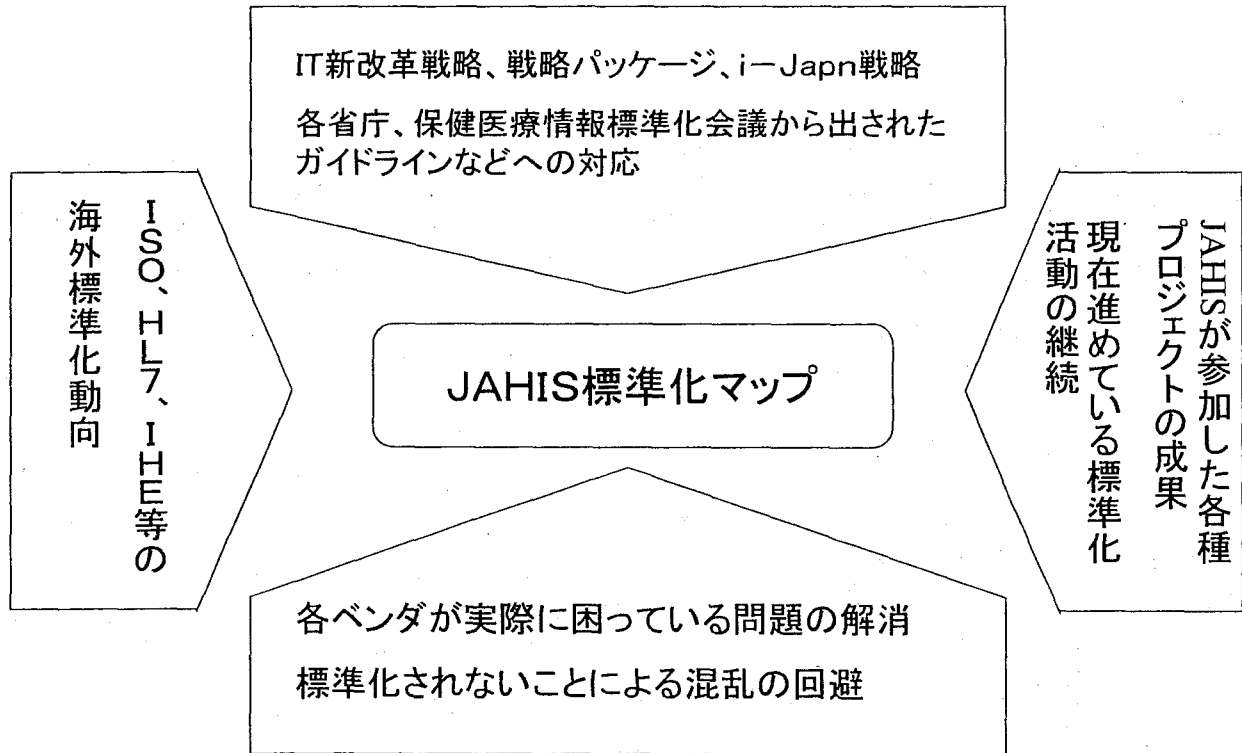 IT新改革戦略、戦略パッケージ、i－Japn戦略
各省庁、保健医療情報標準化会議から出された
ガイドラインなどへの対応
ISO、HL7、IHE等の
海外標準化動向
JAHIS標準化マップ
JAHISが参加した各種
プロジェクトの成果
現在進めている標準化
活動の継続
各ベンダが実際に困っている問題の解消
標準化されないことによる混乱の回避